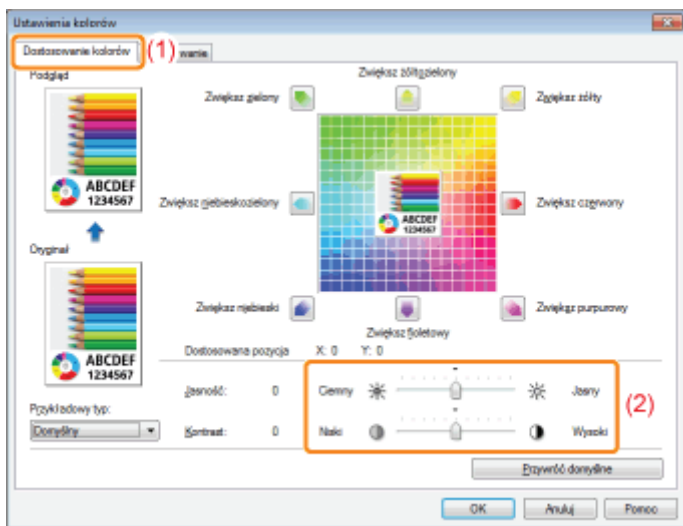 Ustawienia kolorów
Dostosowanie kolorów (1) wanie
Podgląd
Zwiększ żółtozielony
Zwiększ zielony
Zwiększ żółty
ABCDEF
1234567
Zwiększ niebieskozielony
ABCDEF
1234567
Zwiększ czerwony
Oryginał
Zwiększ niebieski
Zwiększ purpurowy
Zwiększ fioletowy
ABCDEF
1234567
Dostosowana pozycja X: 0 Y: 0
Jasność: 0 Ciemny Jasny
(2)
Przykładowy typ:
Domyślny
Kontrast: 0 Niski Wysoki
Przywróć domyślne
OK Anuluj Pomoc